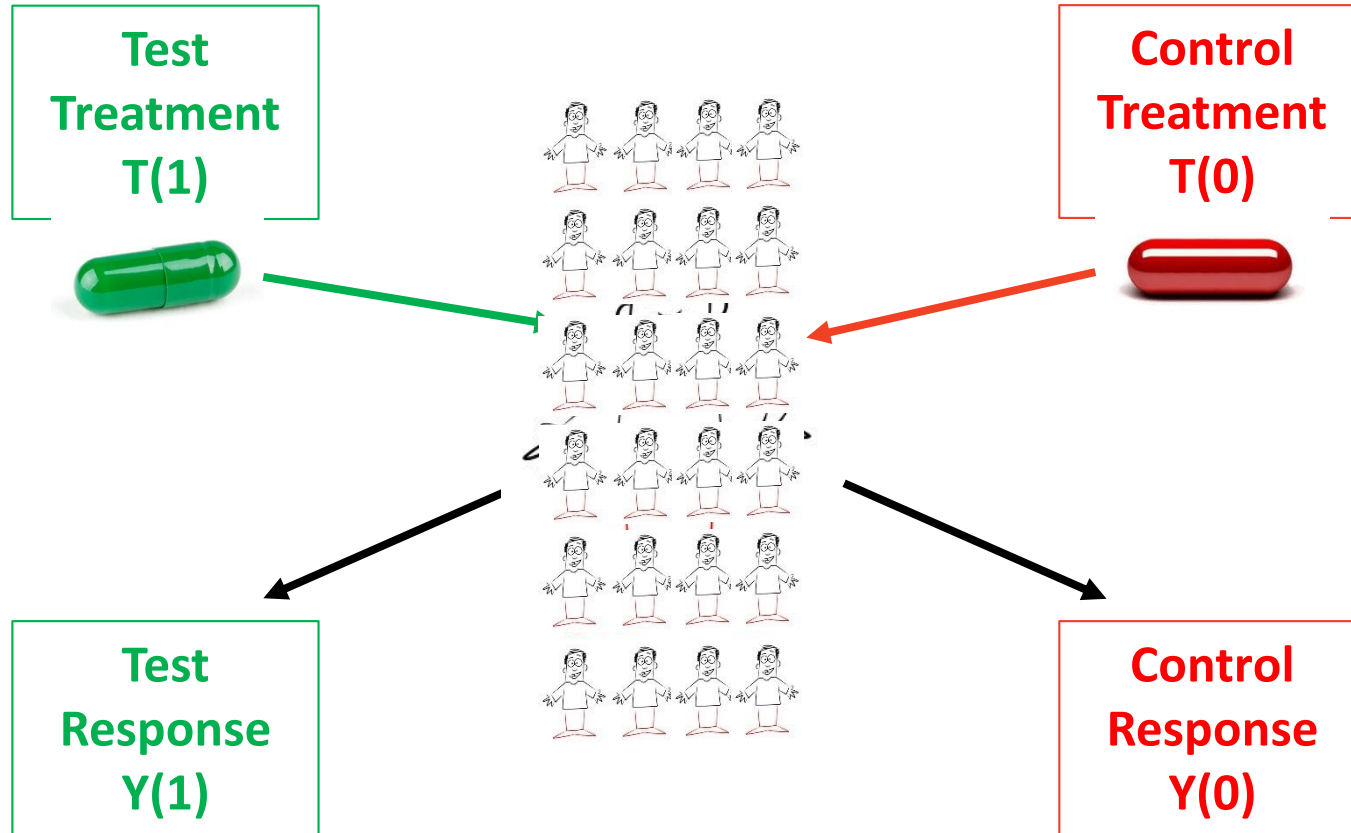 Test
Treatment
T(1)
Control
Treatment
T(0)
Test
Response
Y(1)
Control
Response
Y(0)